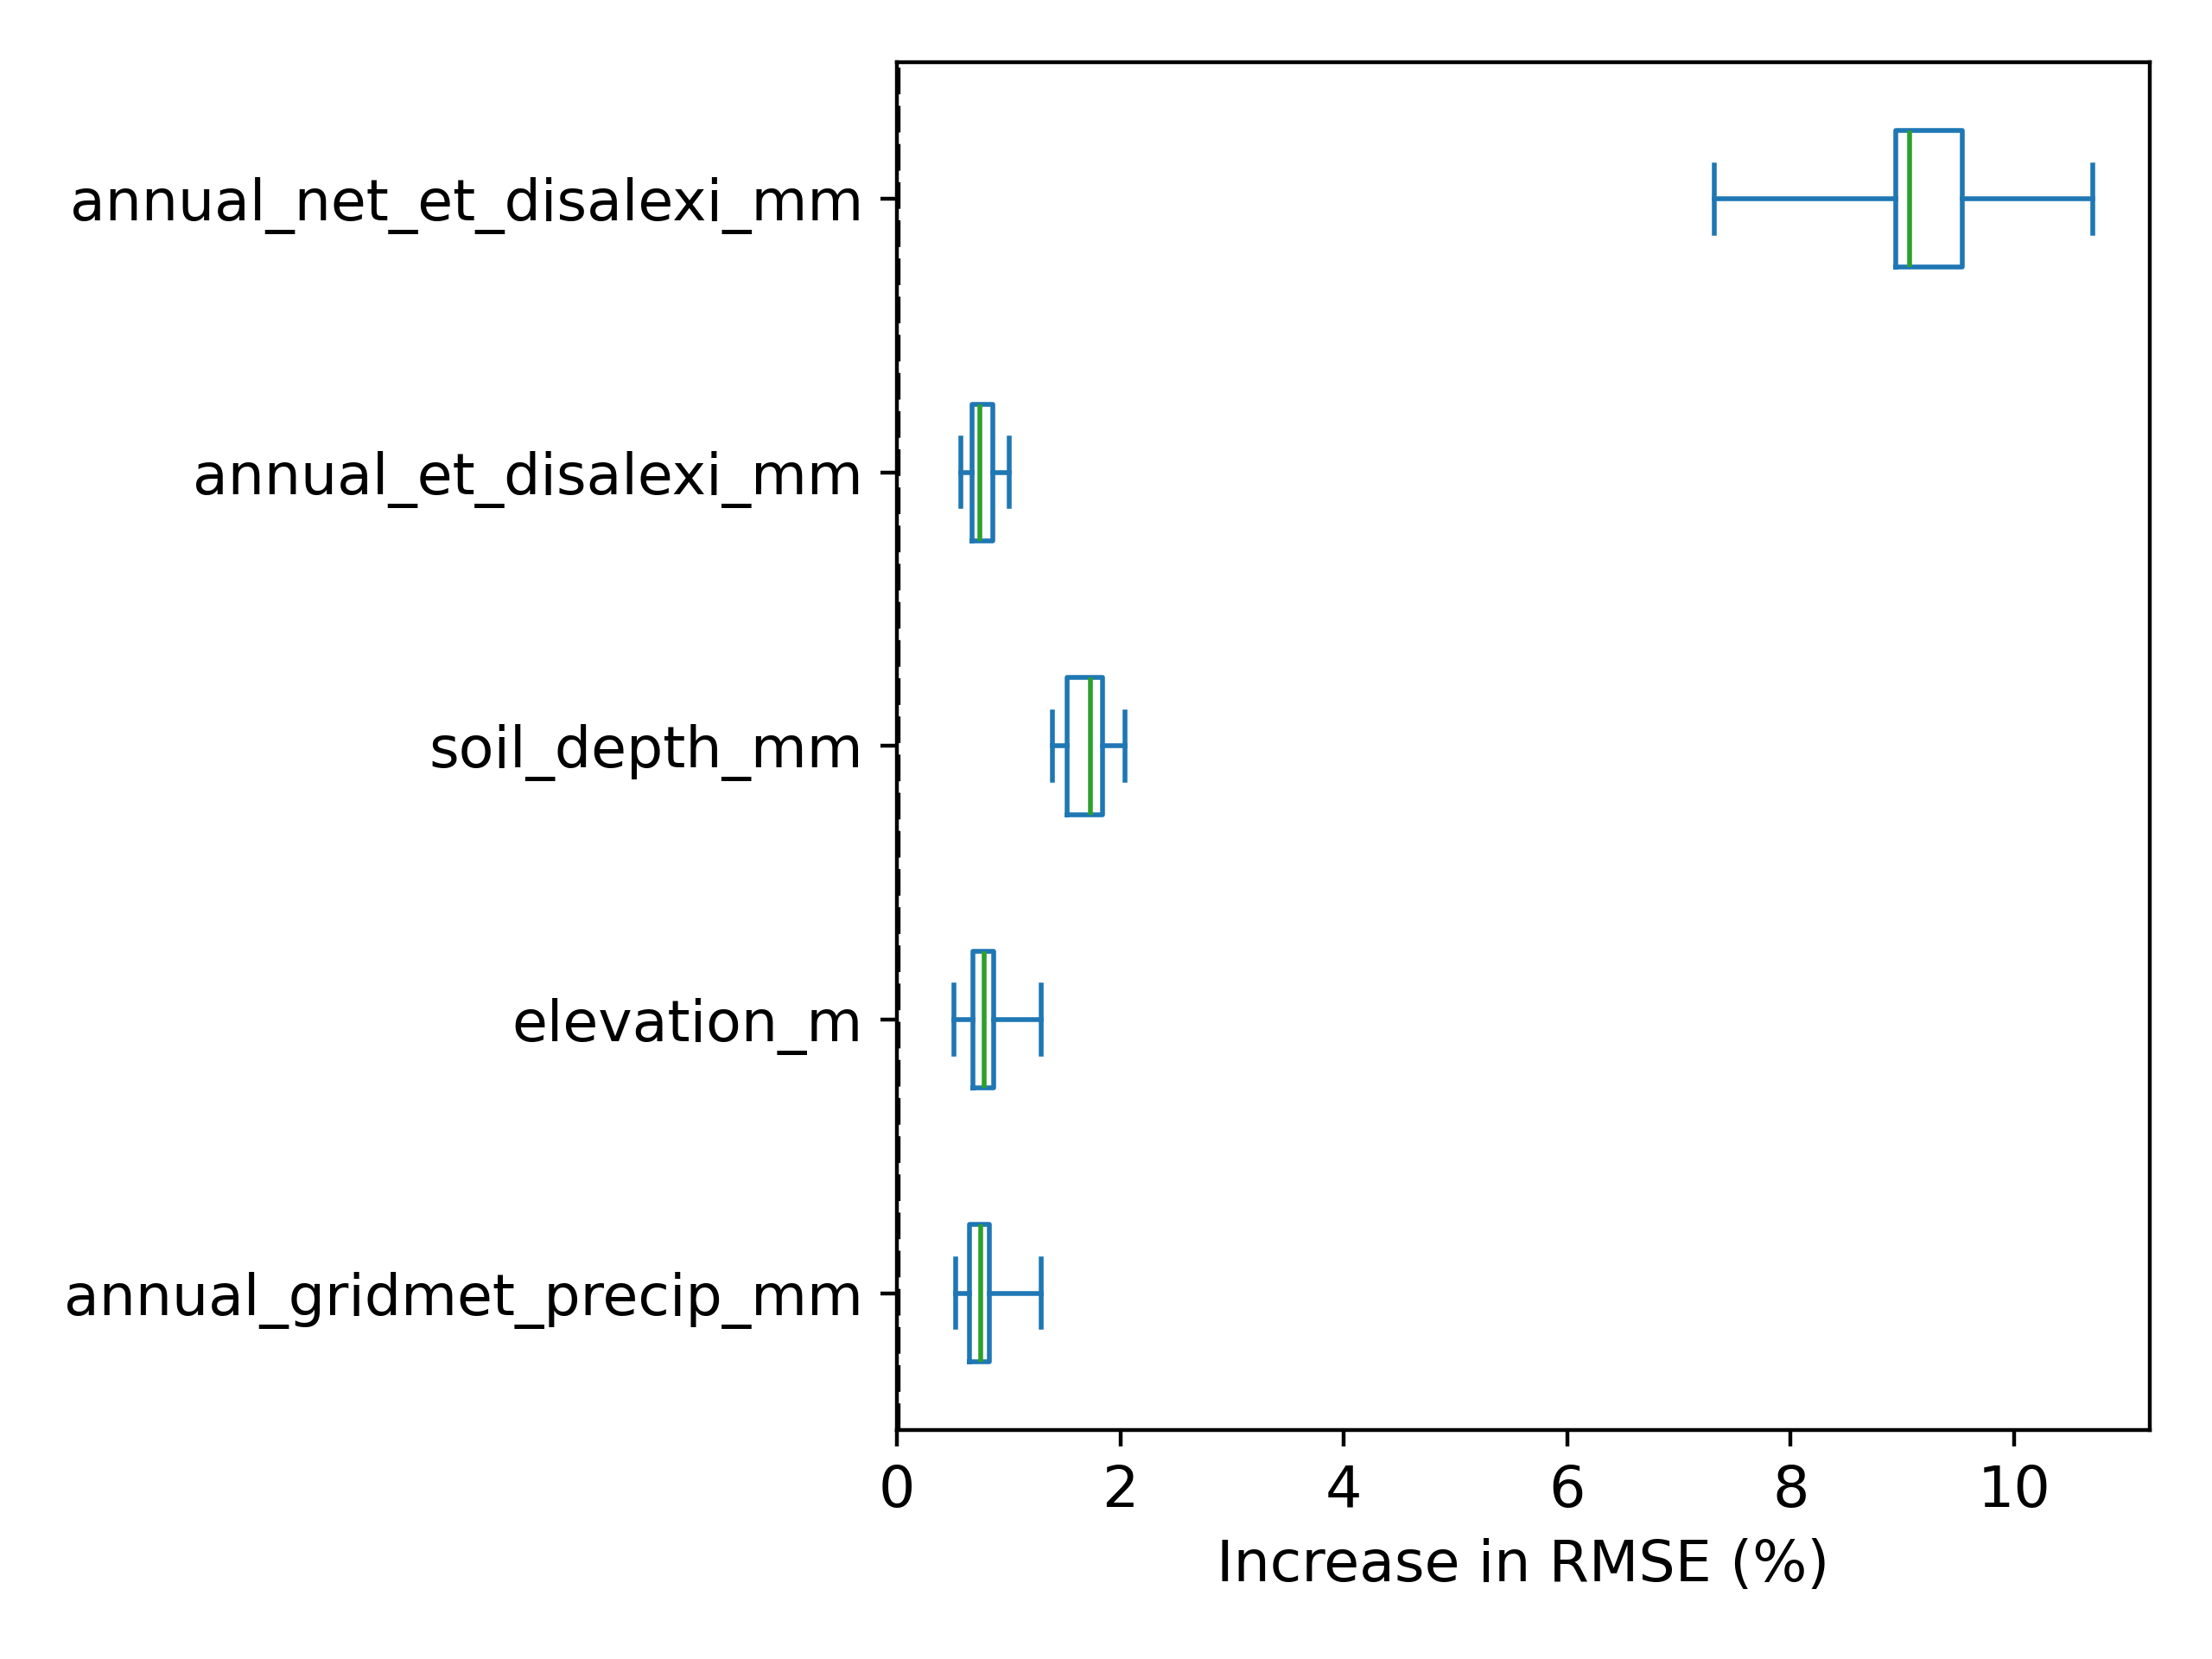 annual_net_et_disalexi_mm
annual_et_disalexi_mm
soil_depth_mm
elevation_m
annual_gridmet_precip_mm
0 2 4 6 8 10
Increase in RMSE (%)